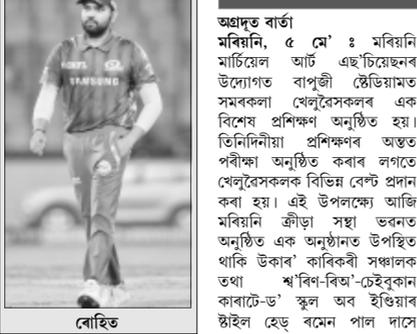 SAMSUNG
ৰোহিত
অগ্ৰদূত বাৰ্তা
মৰিয়নি, ৫ মে' ঃ মৰিয়নি
মাৰ্চিয়েল আৰ্ট এছ'চিয়েছনৰ
উদ্যোগত বাপুজী ষ্টেডিয়ামত
সমৰকলা খেলুৱৈসকলৰ এক
বিশেষ প্ৰশিক্ষণ অনুষ্ঠিত হয়।
তিনিদিনীয়া প্ৰশিক্ষণৰ অন্তত
পৰীক্ষা অনুষ্ঠিত কৰাৰ লগতে
খেলুৱৈসকলক বিভিন্ন বেল্ট প্ৰদান
কৰা হয়। এই উপলক্ষ্যে আজি
মৰিয়নি ক্ৰীড়া সন্থা ভৱনত
অনুষ্ঠিত এক অনুষ্ঠানত উপস্থিত
থাকি উকাৰ' কাৰিকৰী সঞ্চালক
তথা শ্ব'ৰিণ-ৰিঅ'-চেইবুকান
কাৰাটে-ড' স্কুল অব ইণ্ডিয়াৰ
ষ্টাইল হেড্ ৰমেন পাল দাসে